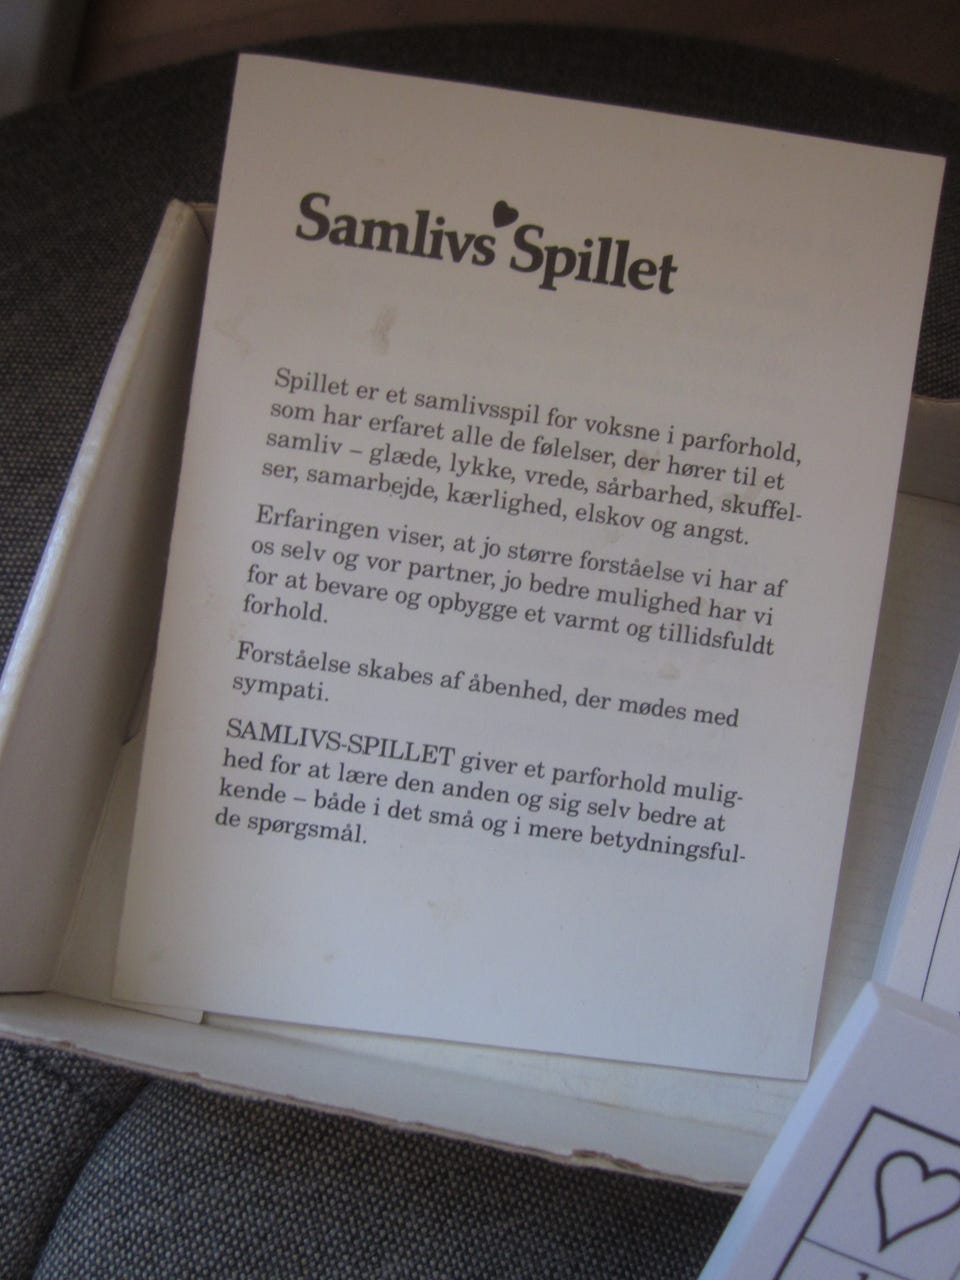 Samlivs Spillet
Spillet er et samlivsspil for voksne i parforhold,
som har erfaret alle de følelser, der hører til et
samliv – glæde, lykke, vrede, sårbarhed, skuffel-
ser, samarbejde, kærlighed, elskov og angst.
Erfaringen viser, at jo større forståelse vi har af
os selv og vor partner, jo bedre mulighed har vi
for at bevare og opbygge et varmt og tillidsfuldt
forhold.
Forståelse skabes af åbenhed, der mødes med
sympati.
SAMLIVS-SPILLET giver et parforhold mulig-
hed for at lære den anden og sig selv bedre at
kende – både i det små og i mere betydningsful-
de spørgsmål.